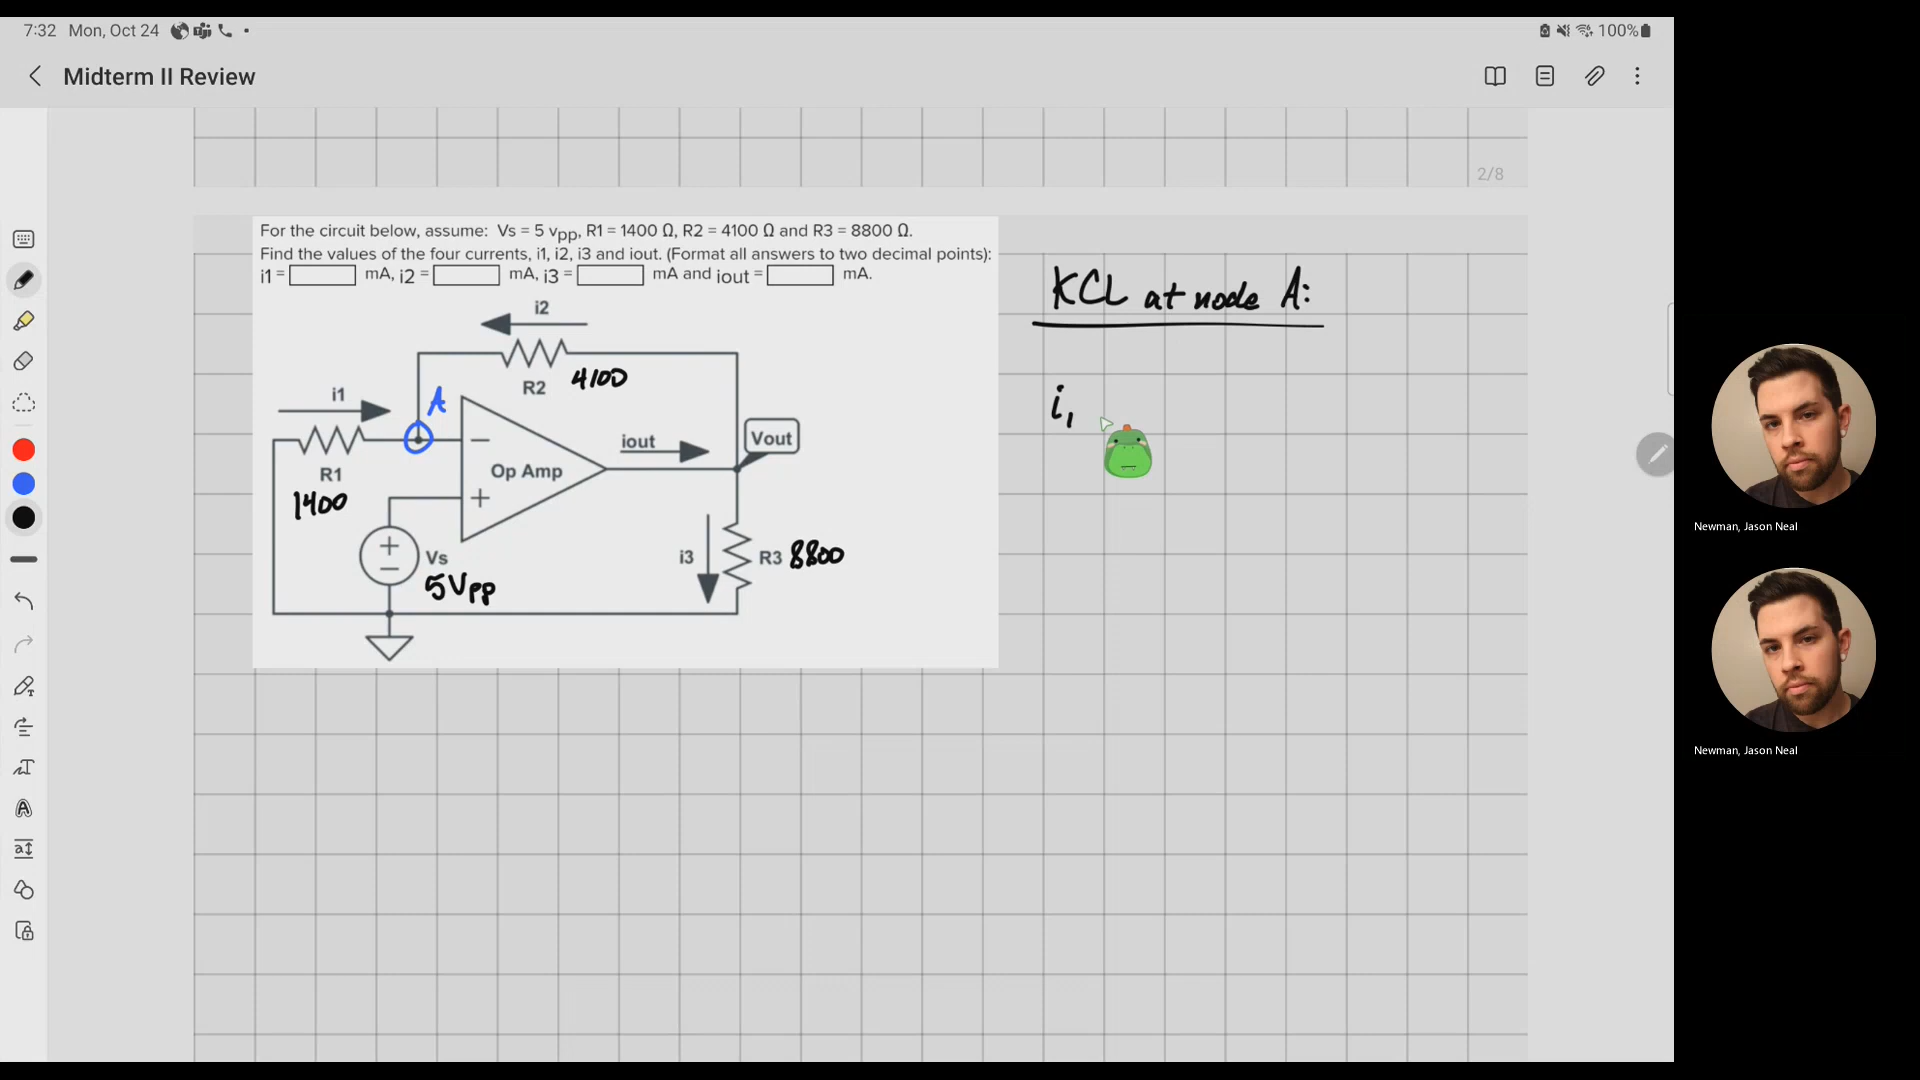 7:32 Mon, Oct 24
100%
Midterm II Review
2/8
For the circuit below, assume: Vs = 5 vpp, R1 = 1400 Ω, R2 = 4100 Ω and R3 = 8800 Ω.
Find the values of the four currents, i1, i2, i3 and iout. (Format all answers to two decimal points):
i1 = mA, i2 = mA, i3 = mA and iout = mA.
KCL at node A:
i2
R2 4100
i1
A
i1
R1
1400
−
+
Op Amp
iout
Vout
+
−
Vs
5Vpp
i3
R3 8800
Newman, Jason Neal
Newman, Jason Neal